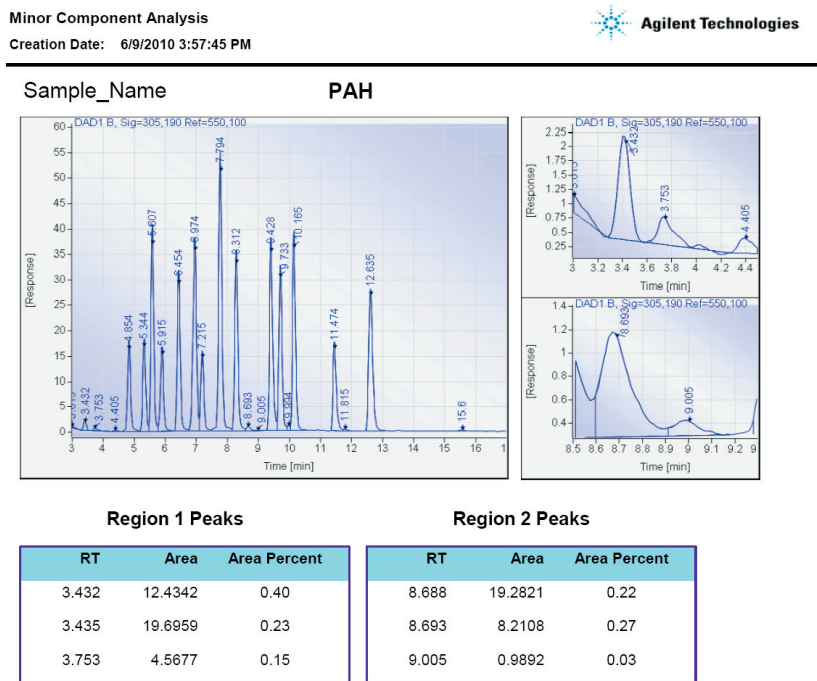 Minor Component Analysis
Creation Date: 6/9/2010 3:57:45 PM
Agilent Technologies
Sample_Name PAH
DAD1 B, Sig=305,190 Ref=550,100
[Response]
60
55
50
45
40
35
30
25
20
15
10
5
0
3.432
3.753
4.405
4.854
5.344
5.915
6.454
7.215
7.794
8.312
8.693
9.005
9.428
9.733
9.994
10.165
11.474
11.815
12.635
15.6
3 4 5 6 7 8 9 10 11 12 13 14 15 16
Time [min]
DAD1 B, Sig=305,190 Ref=550,100
[Response]
2.25
2
1.75
1.5
1.25
1
0.75
0.5
0.25
3.432
3.753
4.405
3 3.2 3.4 3.6 3.8 4 4.2 4.4
Time [min]
DAD1 B, Sig=305,190 Ref=550,100
[Response]
1.4
1.2
1
0.8
0.6
0.4
8.693
9.005
8.5 8.6 8.7 8.8 8.9 9 9.1 9.2 9
Time [min]
Region 1 Peaks
RT Area Area Percent
3.432 12.4342 0.40
3.435 19.6959 0.23
3.753 4.5677 0.15
Region 2 Peaks
RT Area Area Percent
8.688 19.2821 0.22
8.693 8.2108 0.27
9.005 0.9892 0.03